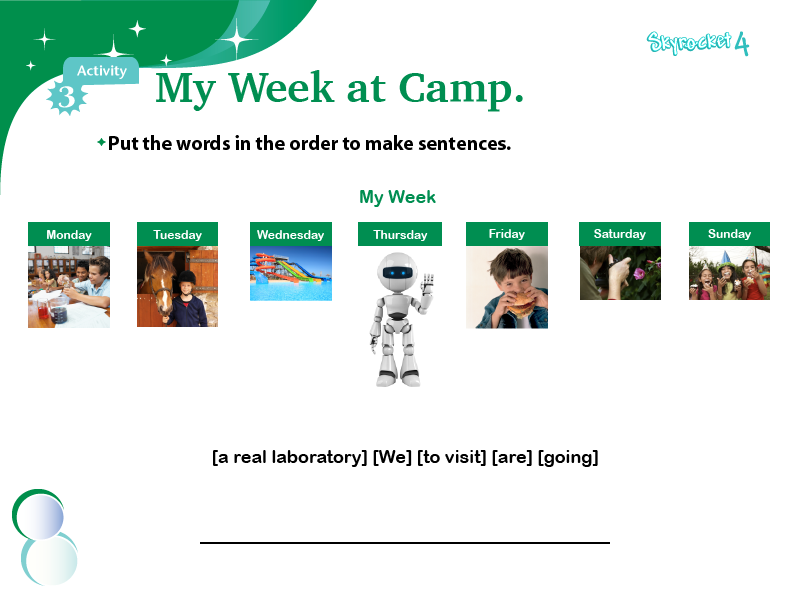 Skyrocket 4
Activity
3
My Week at Camp.
Put the words in the order to make sentences.
My Week
Monday Tuesday Wednesday Thursday Friday Saturday Sunday
[a real laboratory] [We] [to visit] [are] [going]